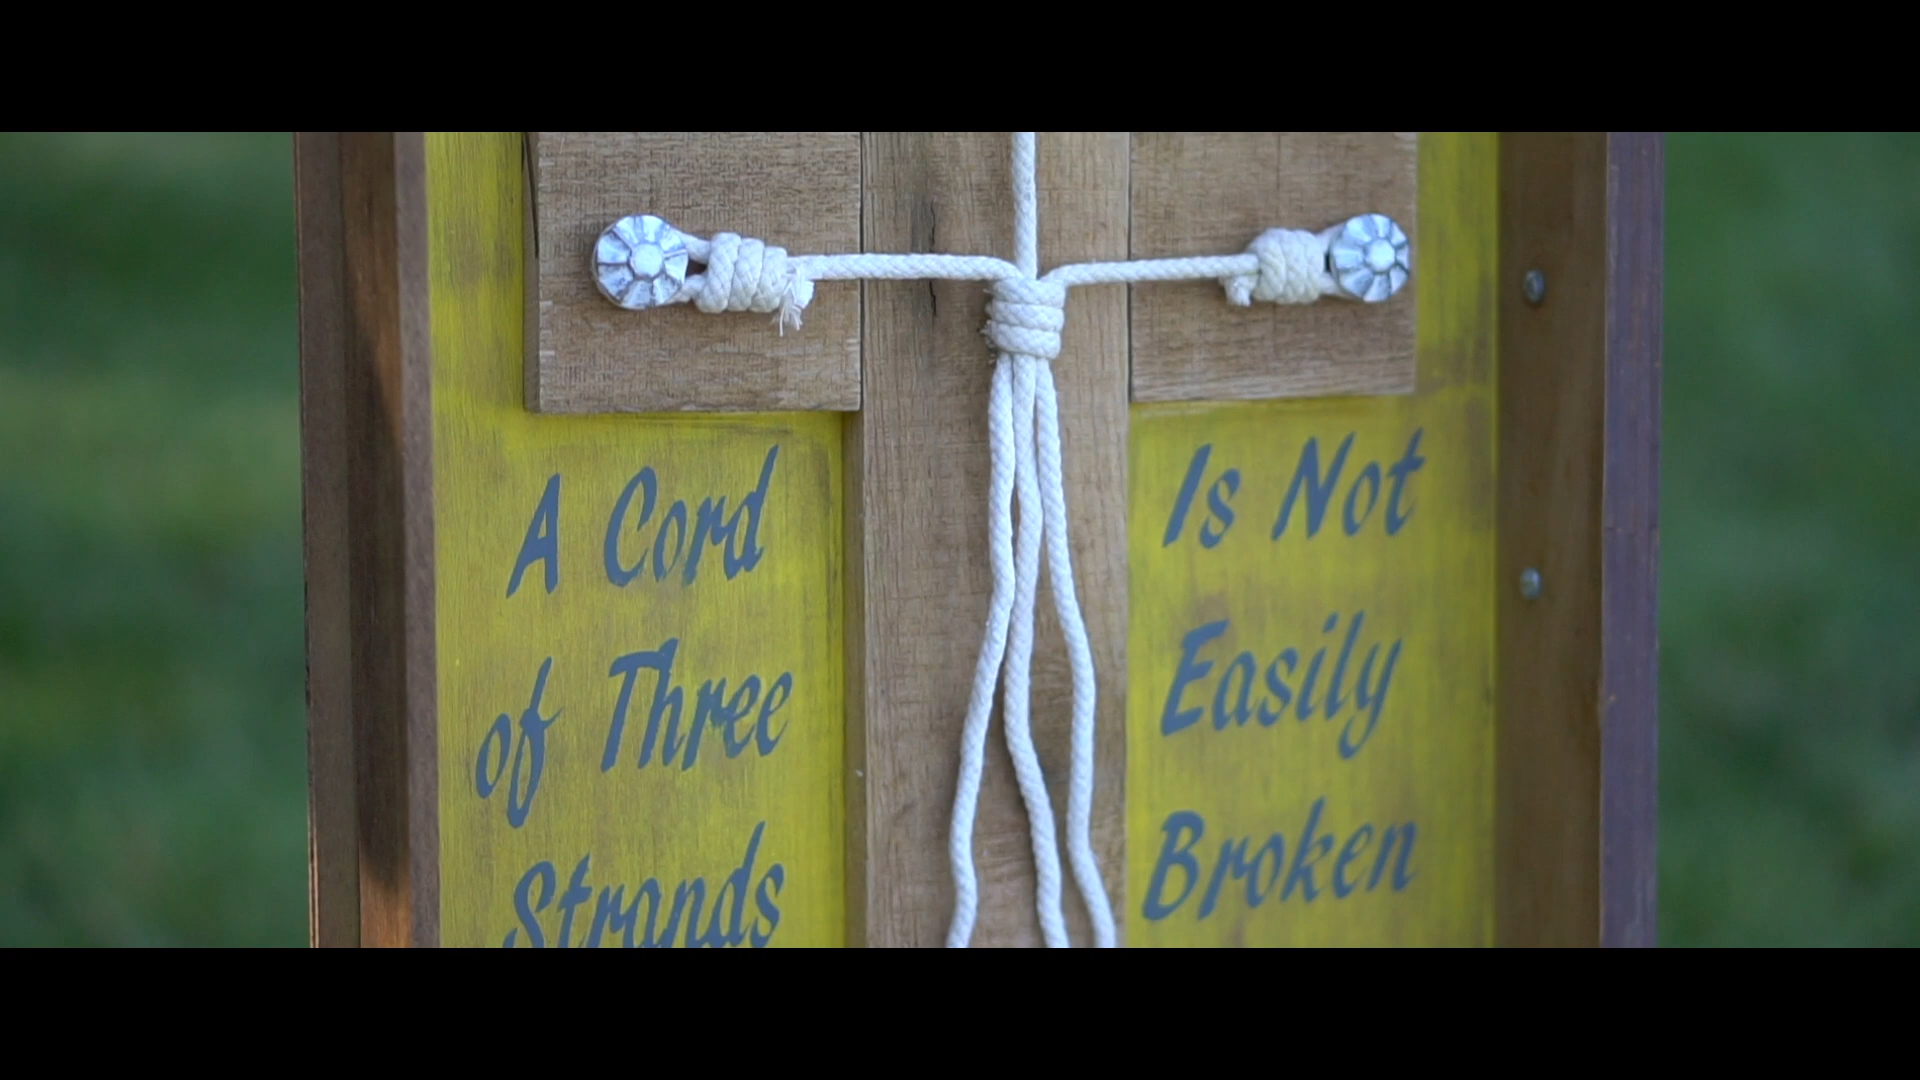 A Cord
of Three
Strands
Is Not
Easily
Broken